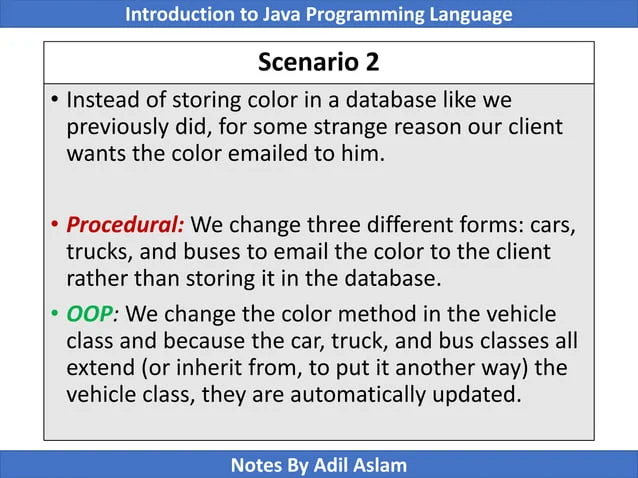 Introduction to Java Programming Language
Scenario 2
• Instead of storing color in a database like we
previously did, for some strange reason our client
wants the color emailed to him.
• Procedural: We change three different forms: cars,
trucks, and buses to email the color to the client
rather than storing it in the database.
• OOP: We change the color method in the vehicle
class and because the car, truck, and bus classes all
extend (or inherit from, to put it another way) the
vehicle class, they are automatically updated.
Notes By Adil Aslam